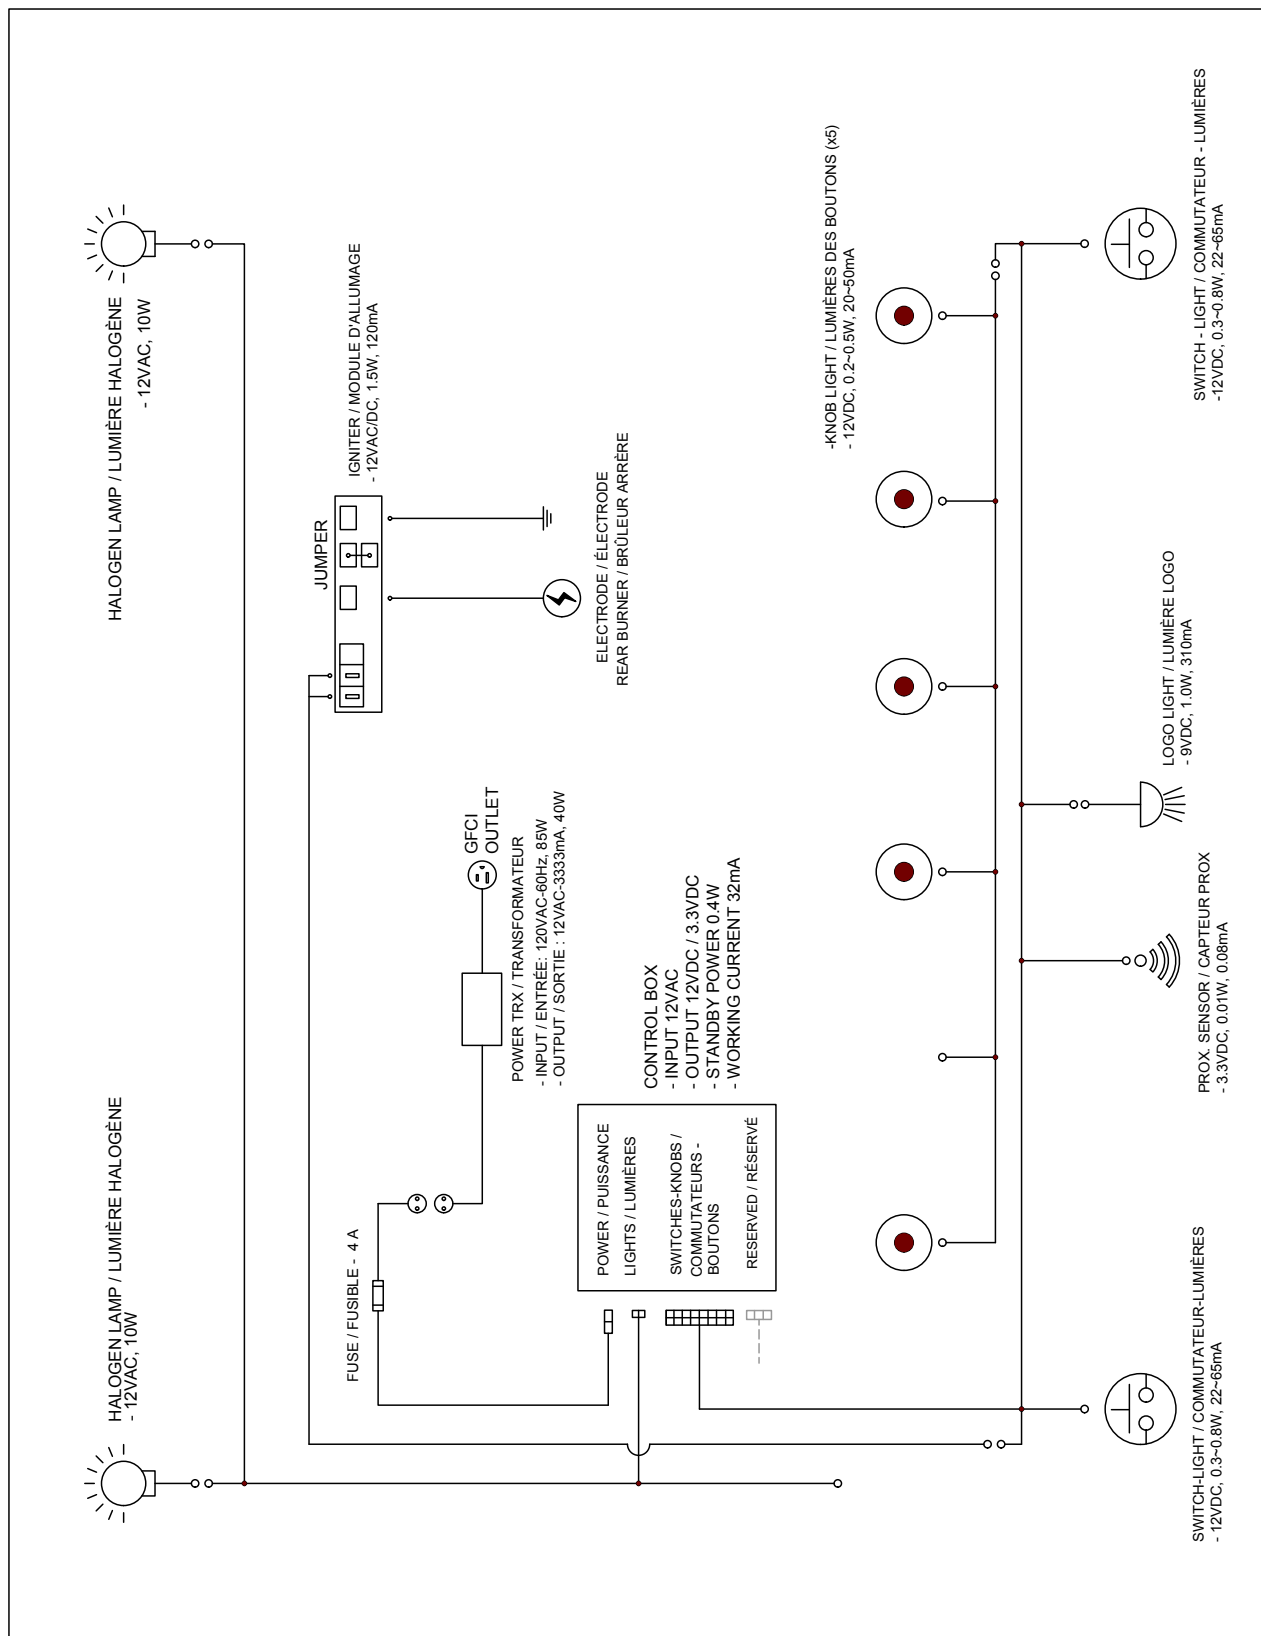 HALOGEN LAMP / LUMIÈRE HALOGÈNE
- 12VAC, 10W
HALOGEN LAMP / LUMIÈRE HALOGÈNE
- 12VAC, 10W
JUMPER
IGNITER / MODULE D'ALLUMAGE
- 12VAC/DC, 1.5W, 120mA
ELECTRODE / ÉLECTRODE
REAR BURNER / BRÛLEUR ARRÈRE
FUSE / FUSIBLE - 4 A
GFCI
OUTLET
POWER TRX / TRANSFORMATEUR
- INPUT / ENTRÉE: 120VAC-60Hz, 85W
- OUTPUT / SORTIE : 12VAC-3333mA, 40W
CONTROL BOX
- INPUT 12VAC
- OUTPUT 12VDC / 3.3VDC
- STANDBY POWER 0.4W
- WORKING CURRENT 32mA
POWER / PUISSANCE
LIGHTS / LUMIÈRES
SWITCHES-KNOBS /
COMMUTATEURS -
BOUTONS
RESERVED / RÉSERVÉ
-KNOB LIGHT / LUMIÈRES DES BOUTONS (x5)
- 12VDC, 0.2~0.5W, 20~50mA
SWITCH-LIGHT / COMMUTATEUR-LUMIÈRES
- 12VDC, 0.3~0.8W, 22~65mA
PROX. SENSOR / CAPTEUR PROX
- 3.3VDC, 0.01W, 0.08mA
LOGO LIGHT / LUMIÈRE LOGO
- 9VDC, 1.0W, 310mA
SWITCH - LIGHT / COMMUTATEUR - LUMIÈRES
-12VDC, 0.3~0.8W, 22~65mA